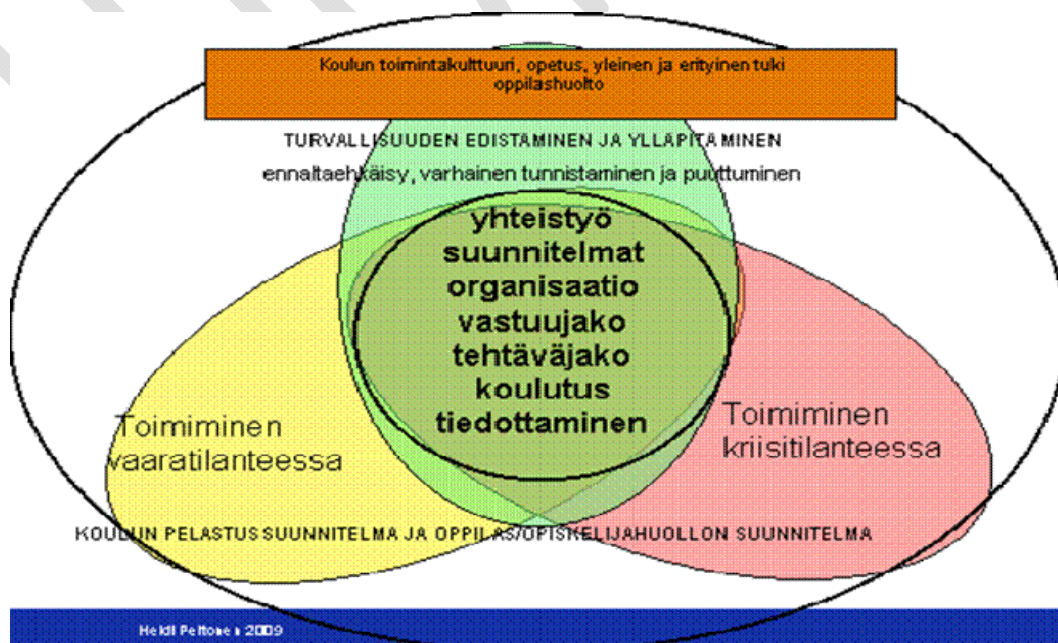 Koulun toimintakulttuuri, opetus, yleinen ja erityinen tuki
oppilashuolto
TURVALLISUUDEN EDISTÄMINEN JA YLLÄPITÄMINEN
ennaltaehkäisy, varhainen tunnistaminen ja puuttuminen
yhteistyö
suunnitelmat
organisaatio
vastuujako
tehtäväjako
koulutus
tiedottaminen
Toimiminen
vaaratilanteessa
Toimiminen
kriisitilanteessa
KOULUN PELASTUSSUUNNITELMA JA OPPILAS/OPISKELIJAHUOLLON SUUNNITELMA
Heidi Peltonen 2009